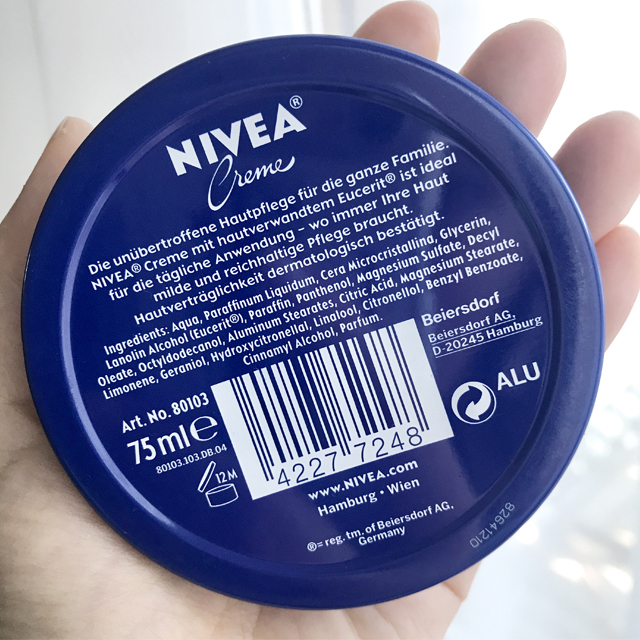 NIVEA®
Creme
Die unübertroffene Hautpflege für die ganze Familie.
NIVEA® Creme mit hautverwandtem Eucerit® ist ideal
für die tägliche Anwendung – wo immer Ihre Haut
milde und reichhaltige Pflege braucht.
Hautverträglichkeit dermatologisch bestätigt.
Ingredients: Aqua, Paraffinum Liquidum, Cera Microcristallina, Glycerin,
Lanolin Alcohol (Eucerit®), Paraffin, Panthenol, Magnesium Sulfate, Decyl
Oleate, Octyldodecanol, Aluminum Stearates, Citric Acid, Magnesium Stearate,
Limonene, Geraniol, Hydroxycitronellal, Linalool, Citronellol, Benzyl Benzoate,
Cinnamyl Alcohol, Parfum.
Beiersdorf
Beiersdorf AG,
D-20245 Hamburg
Art. No. 80103
75ml℮
80103.103.DB.04
12M
4227 7248
ALU
www.NIVEA.com
Hamburg · Wien
®= reg. tm. of Beiersdorf AG,
Germany
82641210